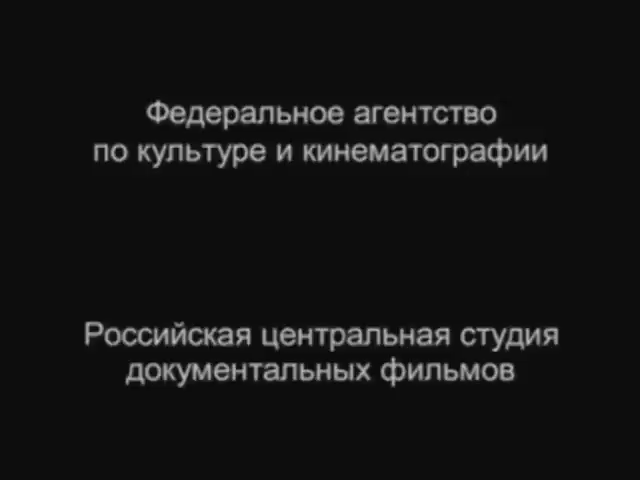 Федеральное агентство
по культуре и кинематографии
Российская центральная студия
документальных фильмов